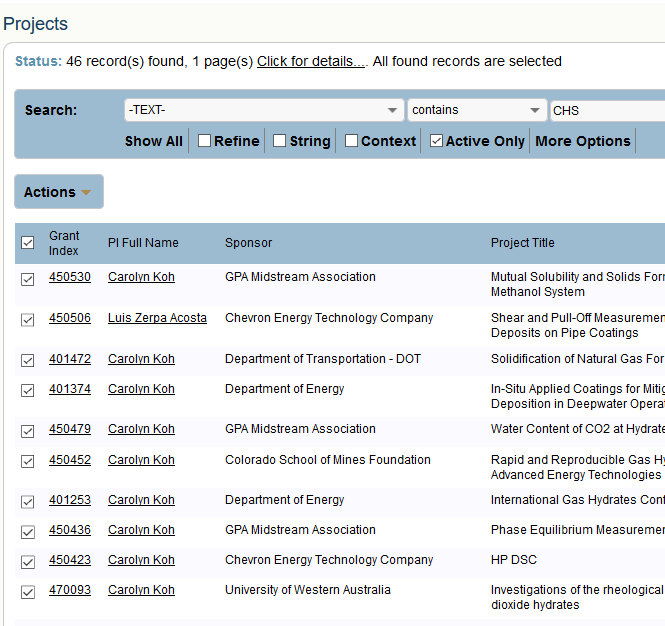 Projects
Status: 46 record(s) found, 1 page(s) Click for details.... All found records are selected
Search: -TEXT- contains CHS
Show All Refine String Context Active Only More Options
Actions
Grant Index PI Full Name Sponsor Project Title
450530 Carolyn Koh GPA Midstream Association Mutual Solubility and Solids For
Methanol System
450506 Luis Zerpa Acosta Chevron Energy Technology Company Shear and Pull-Off Measuremen
Deposits on Pipe Coatings
401472 Carolyn Koh Department of Transportation - DOT Solidification of Natural Gas For
401374 Carolyn Koh Department of Energy In-Situ Applied Coatings for Mitig
Deposition in Deepwater Opera
450479 Carolyn Koh GPA Midstream Association Water Content of CO2 at Hydrate
450452 Carolyn Koh Colorado School of Mines Foundation Rapid and Reproducible Gas Hy
Advanced Energy Technologies
401253 Carolyn Koh Department of Energy International Gas Hydrates Con
450436 Carolyn Koh GPA Midstream Association Phase Equilibrium Measuremen
450423 Carolyn Koh Chevron Energy Technology Company HP DSC
470093 Carolyn Koh University of Western Australia Investigations of the rheological
dioxide hydrates